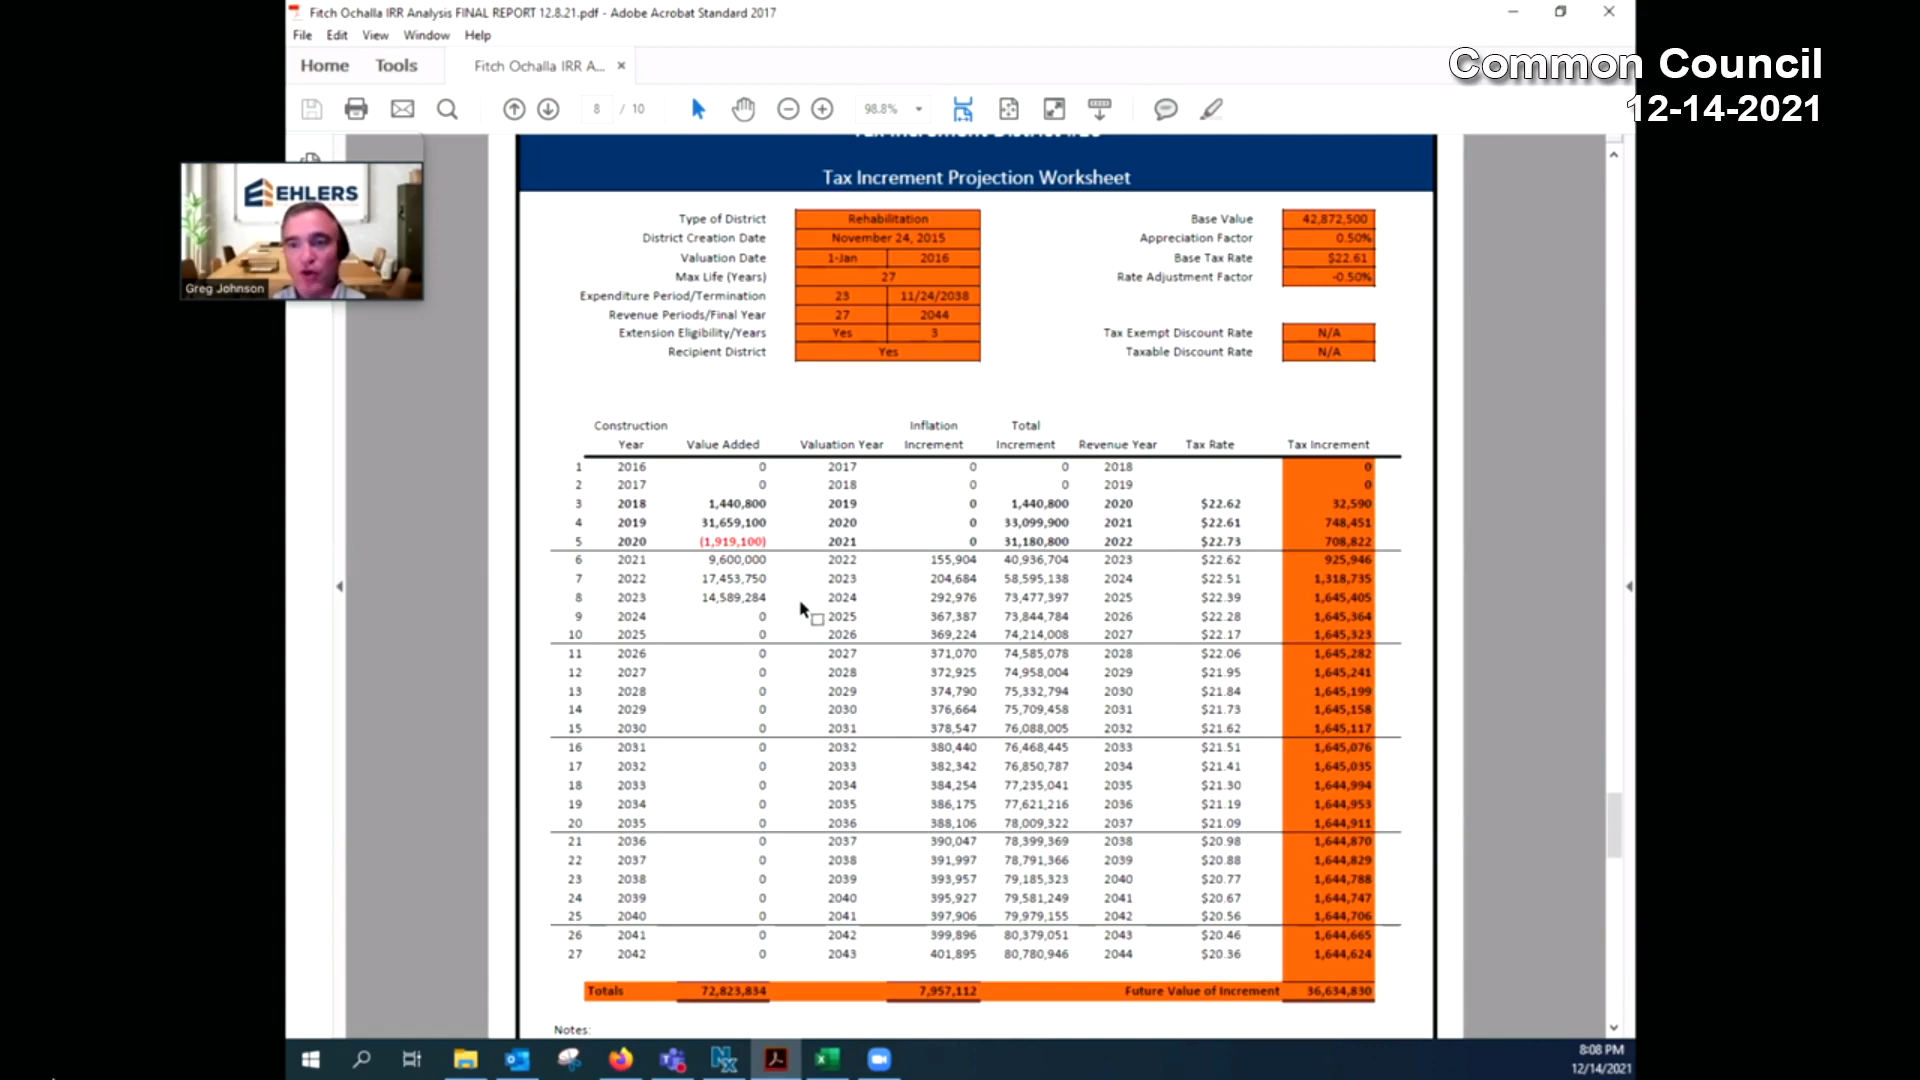 Fitch Ochalla IRR Analysis FINAL REPORT 12.8.21.pdf - Adobe Acrobat Standard 2017
File Edit View Window Help
Home Tools Fitch Ochalla IRR A... ×
Common Council
12-14-2021
8 / 10 98.8%
Tax Increment Projection Worksheet
EHLERS
Greg Johnson
Type of District Rehabilitation Base Value 42,872,500
District Creation Date November 24, 2015 Appreciation Factor 0.50%
Valuation Date 1-Jan 2016 Base Tax Rate $22.61
Max Life (Years) 27 Rate Adjustment Factor -0.50%
Expenditure Period/Termination 23 11/24/2038
Revenue Periods/Final Year 27 2044
Extension Eligibility/Years Yes 3 Tax Exempt Discount Rate N/A
Recipient District Yes Taxable Discount Rate N/A
Construction Inflation Total
Year Value Added Valuation Year Increment Increment Revenue Year Tax Rate Tax Increment
1 2016 0 2017 0 0 2018 0
2 2017 0 2018 0 0 2019 0
3 2018 1,440,800 2019 0 1,440,800 2020 $22.62 32,590
4 2019 31,659,100 2020 0 33,099,900 2021 $22.61 748,451
5 2020 (1,919,100) 2021 0 31,180,800 2022 $22.73 708,822
6 2021 9,600,000 2022 155,904 40,936,704 2023 $22.62 925,946
7 2022 17,453,750 2023 204,684 58,595,138 2024 $22.51 1,318,735
8 2023 14,589,284 2024 292,976 73,477,397 2025 $22.39 1,645,405
9 2024 0 2025 367,387 73,844,784 2026 $22.28 1,645,364
10 2025 0 2026 369,224 74,214,008 2027 $22.17 1,645,323
11 2026 0 2027 371,070 74,585,078 2028 $22.06 1,645,282
12 2027 0 2028 372,925 74,958,004 2029 $21.95 1,645,241
13 2028 0 2029 374,790 75,332,794 2030 $21.84 1,645,199
14 2029 0 2030 376,664 75,709,458 2031 $21.73 1,645,158
15 2030 0 2031 378,547 76,088,005 2032 $21.62 1,645,117
16 2031 0 2032 380,440 76,468,445 2033 $21.51 1,645,076
17 2032 0 2033 382,342 76,850,787 2034 $21.41 1,645,035
18 2033 0 2034 384,254 77,235,041 2035 $21.30 1,644,994
19 2034 0 2035 386,175 77,621,216 2036 $21.19 1,644,953
20 2035 0 2036 388,106 78,009,322 2037 $21.09 1,644,911
21 2036 0 2037 390,047 78,399,369 2038 $20.98 1,644,870
22 2037 0 2038 391,997 78,791,366 2039 $20.88 1,644,829
23 2038 0 2039 393,957 79,185,323 2040 $20.77 1,644,788
24 2039 0 2040 395,927 79,581,249 2041 $20.67 1,644,747
25 2040 0 2041 397,906 79,979,155 2042 $20.56 1,644,706
26 2041 0 2042 399,896 80,379,051 2043 $20.46 1,644,665
27 2042 0 2043 401,895 80,780,946 2044 $20.36 1,644,624
Totals 72,823,834 7,957,112 Future Value of Increment 36,634,830
Notes:
8:08 PM
12/14/2021